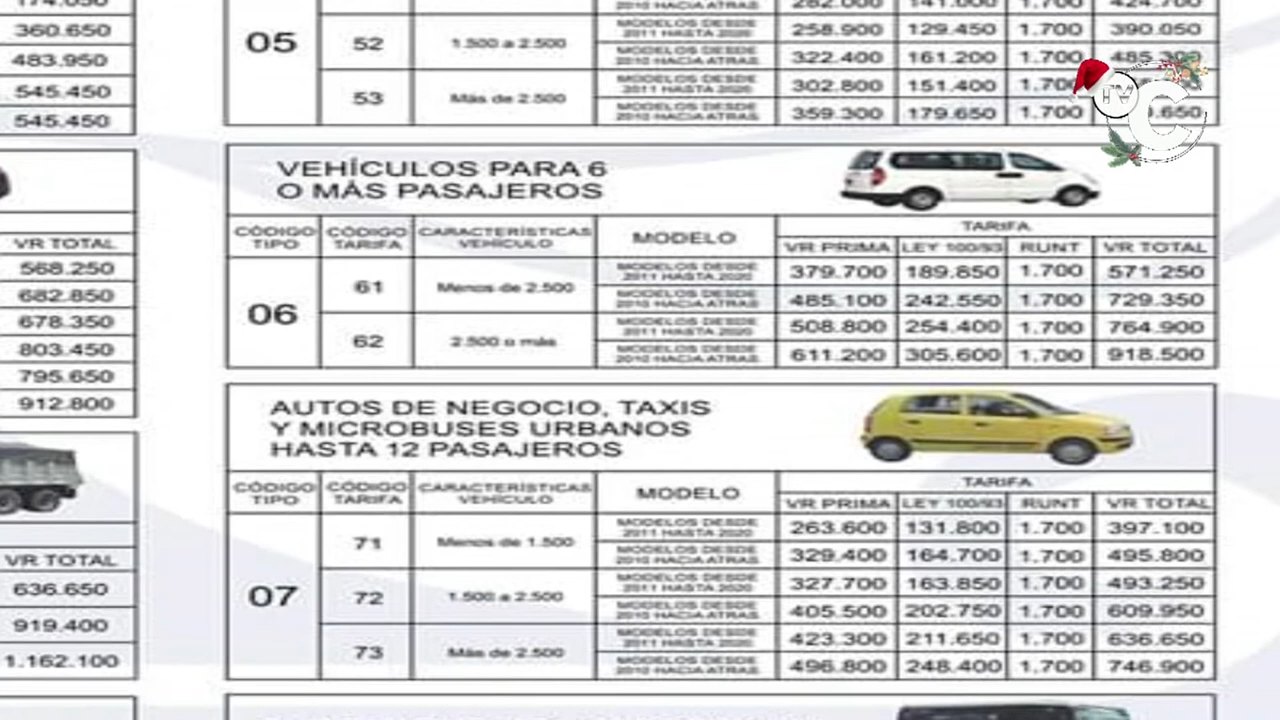 360.650
483.950
545.450
545.450
VR TOTAL
568.250
682.850
678.350
803.450
795.650
912.800
VR TOTAL
636.650
919.400
1.162.100
282.000 141.000 1.700 424.700
05 52 1.500 a 2.500 MODELOS DESDE 2011 HASTA 2020 258.900 129.450 1.700 390.050
MODELOS DESDE 2010 HACIA ATRAS 322.400 161.200 1.700 485.300
53 Más de 2.500 MODELOS DESDE 2011 HASTA 2020 302.800 151.400
MODELOS DESDE 2010 HACIA ATRAS 359.300 179.650 1.700
TV C
VEHÍCULOS PARA 6
O MÁS PASAJEROS
CÓDIGO TIPO CÓDIGO TARIFA CARACTERÍSTICAS VEHÍCULO MODELO TARIFA
VR PRIMA LEY 100/93 RUNT VR TOTAL
06 61 Menos de 2.500 MODELOS DESDE 2011 HASTA 2020 379.700 189.850 1.700 571.250
MODELOS DESDE 2010 HACIA ATRAS 485.100 242.550 1.700 729.350
62 2.500 o más MODELOS DESDE 2011 HASTA 2020 508.800 254.400 1.700 764.900
MODELOS DESDE 2010 HACIA ATRAS 611.200 305.600 1.700 918.500
AUTOS DE NEGOCIO, TAXIS
Y MICROBUSES URBANOS
HASTA 12 PASAJEROS
CÓDIGO TIPO CÓDIGO TARIFA CARACTERÍSTICAS VEHÍCULO MODELO TARIFA
VR PRIMA LEY 100/93 RUNT VR TOTAL
07 71 Menos de 1.500 MODELOS DESDE 2011 HASTA 2020 263.600 131.800 1.700 397.100
MODELOS DESDE 2010 HACIA ATRAS 329.400 164.700 1.700 495.800
72 1.500 a 2.500 MODELOS DESDE 2011 HASTA 2020 327.700 163.850 1.700 493.250
MODELOS DESDE 2010 HACIA ATRAS 405.500 202.750 1.700 609.950
73 Más de 2.500 MODELOS DESDE 2011 HASTA 2020 423.300 211.650 1.700 636.650
MODELOS DESDE 2010 HACIA ATRAS 496.800 248.400 1.700 746.900